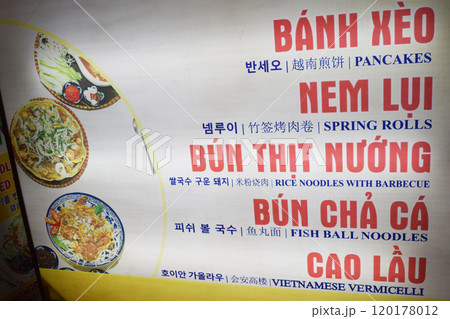 BÁNH XÈO
반세오 | 越南煎饼 | PANCAKES
NEM LỤI
넴루이 | 竹签烤肉卷 | SPRING ROLLS
BÚN THỊT NƯỚNG
쌀국수 구운 돼지 | 米粉烧肉 | RICE NOODLES WITH BARBECUE
BÚN CHẢ CÁ
피쉬 볼 국수 | 鱼丸面 | FISH BALL NOODLES
CAO LẦU
호이안 가올라우 | 会安高楼 | VIETNAMESE VERMICELLI
120178012